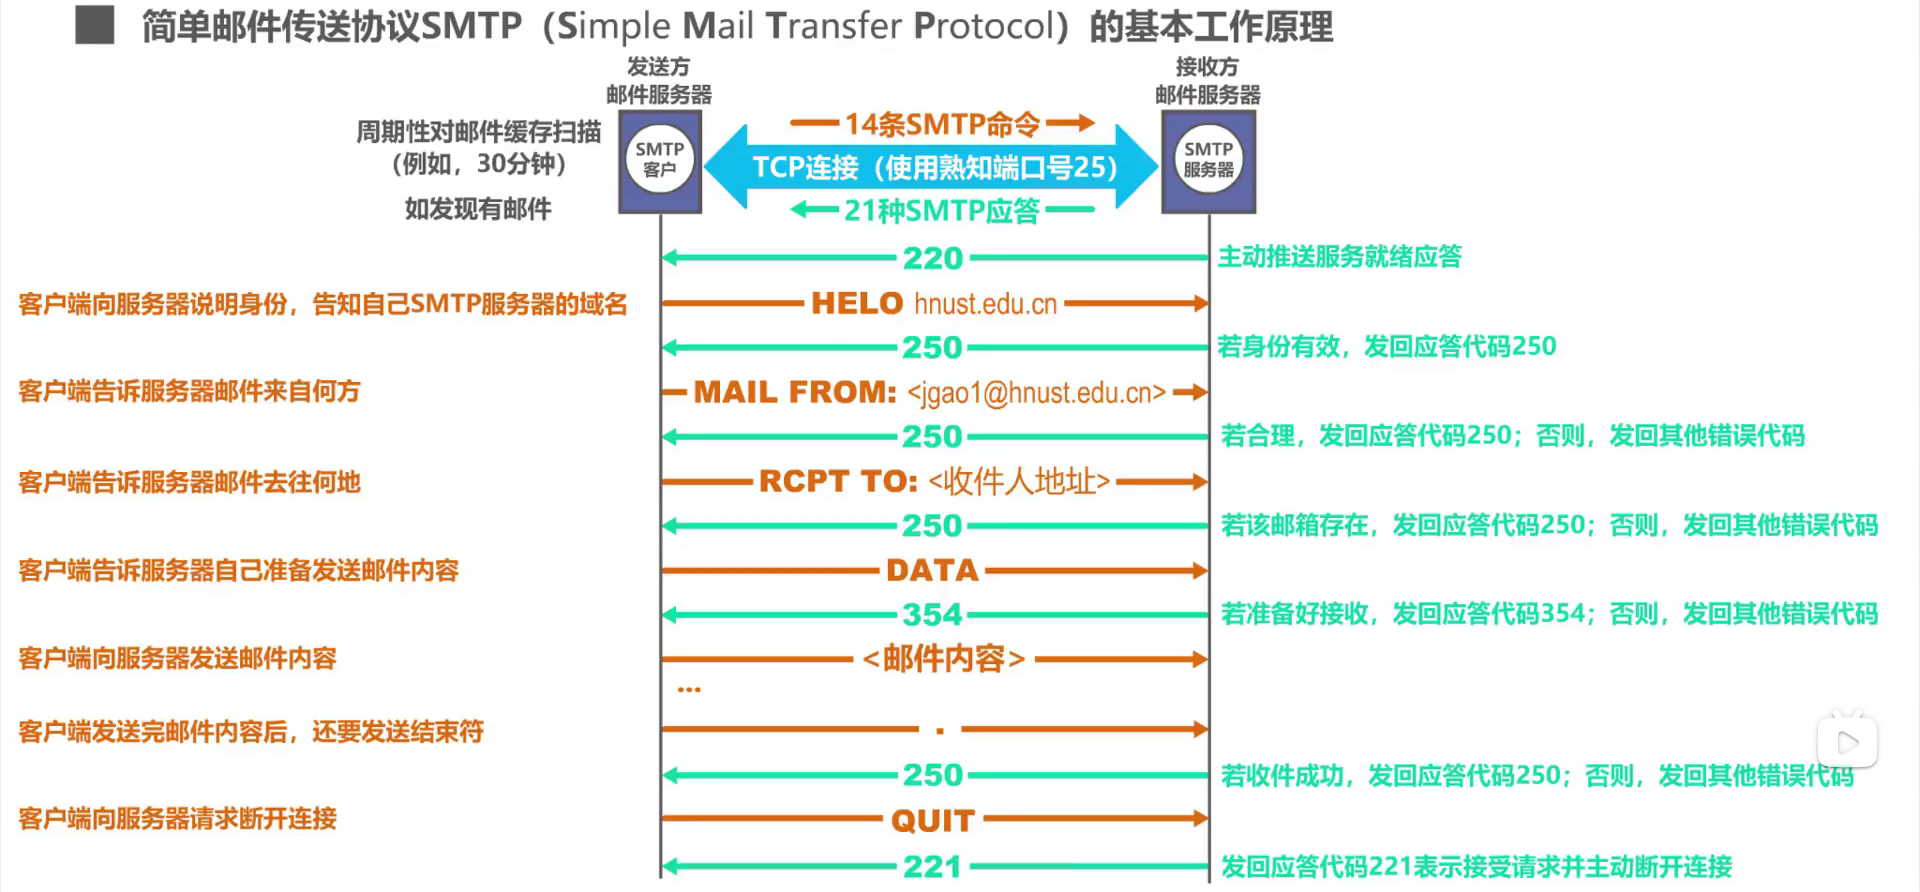 简单邮件传送协议SMTP（Simple Mail Transfer Protocol）的基本工作原理
发送方
邮件服务器
接收方
邮件服务器
周期性对邮件缓存扫描
（例如，30分钟）
如发现有邮件
SMTP
客户
14条SMTP命令
TCP连接（使用熟知端口号25）
21种SMTP应答
SMTP
服务器
220
主动推送服务就绪应答
客户端向服务器说明身份，告知自己SMTP服务器的域名
HELO hnust.edu.cn
250
若身份有效，发回应答代码250
客户端告诉服务器邮件来自何方
MAIL FROM: <jgao1@hnust.edu.cn>
250
若合理，发回应答代码250；否则，发回其他错误代码
客户端告诉服务器邮件去往何地
RCPT TO: <收件人地址>
250
若该邮箱存在，发回应答代码250；否则，发回其他错误代码
客户端告诉服务器自己准备发送邮件内容
DATA
354
若准备好接收，发回应答代码354；否则，发回其他错误代码
客户端向服务器发送邮件内容
<邮件内容>
...
客户端发送完邮件内容后，还要发送结束符
.
250
若收件成功，发回应答代码250；否则，发回其他错误代码
客户端向服务器请求断开连接
QUIT
221
发回应答代码221表示接受请求并主动断开连接